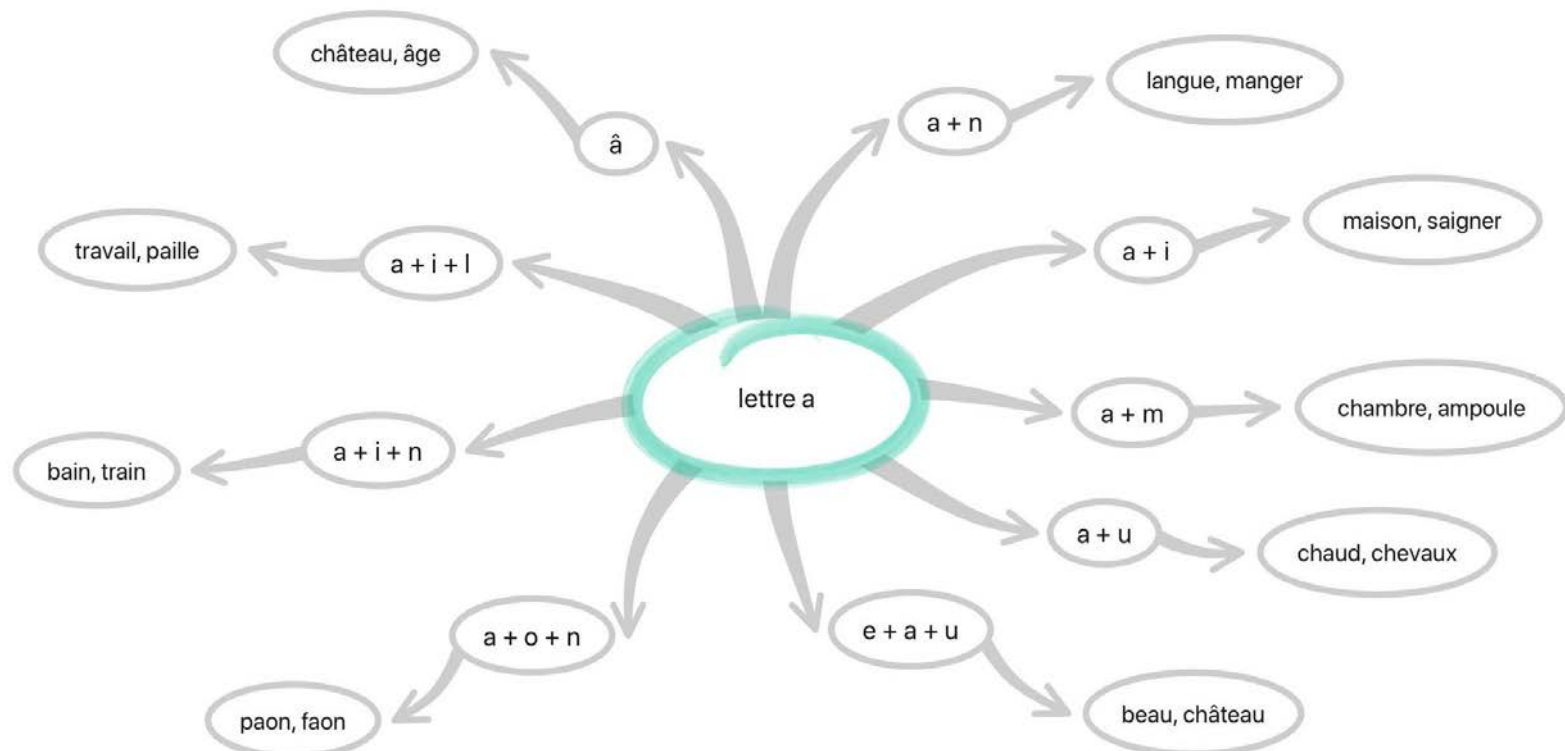 château, âge
langue, manger
â
a + n
travail, paille
a + i + l
a + i
maison, saigner
lettre a
a + m
chambre, ampoule
bain, train
a + i + n
a + u
chaud, chevaux
a + o + n
e + a + u
paon, faon
beau, château